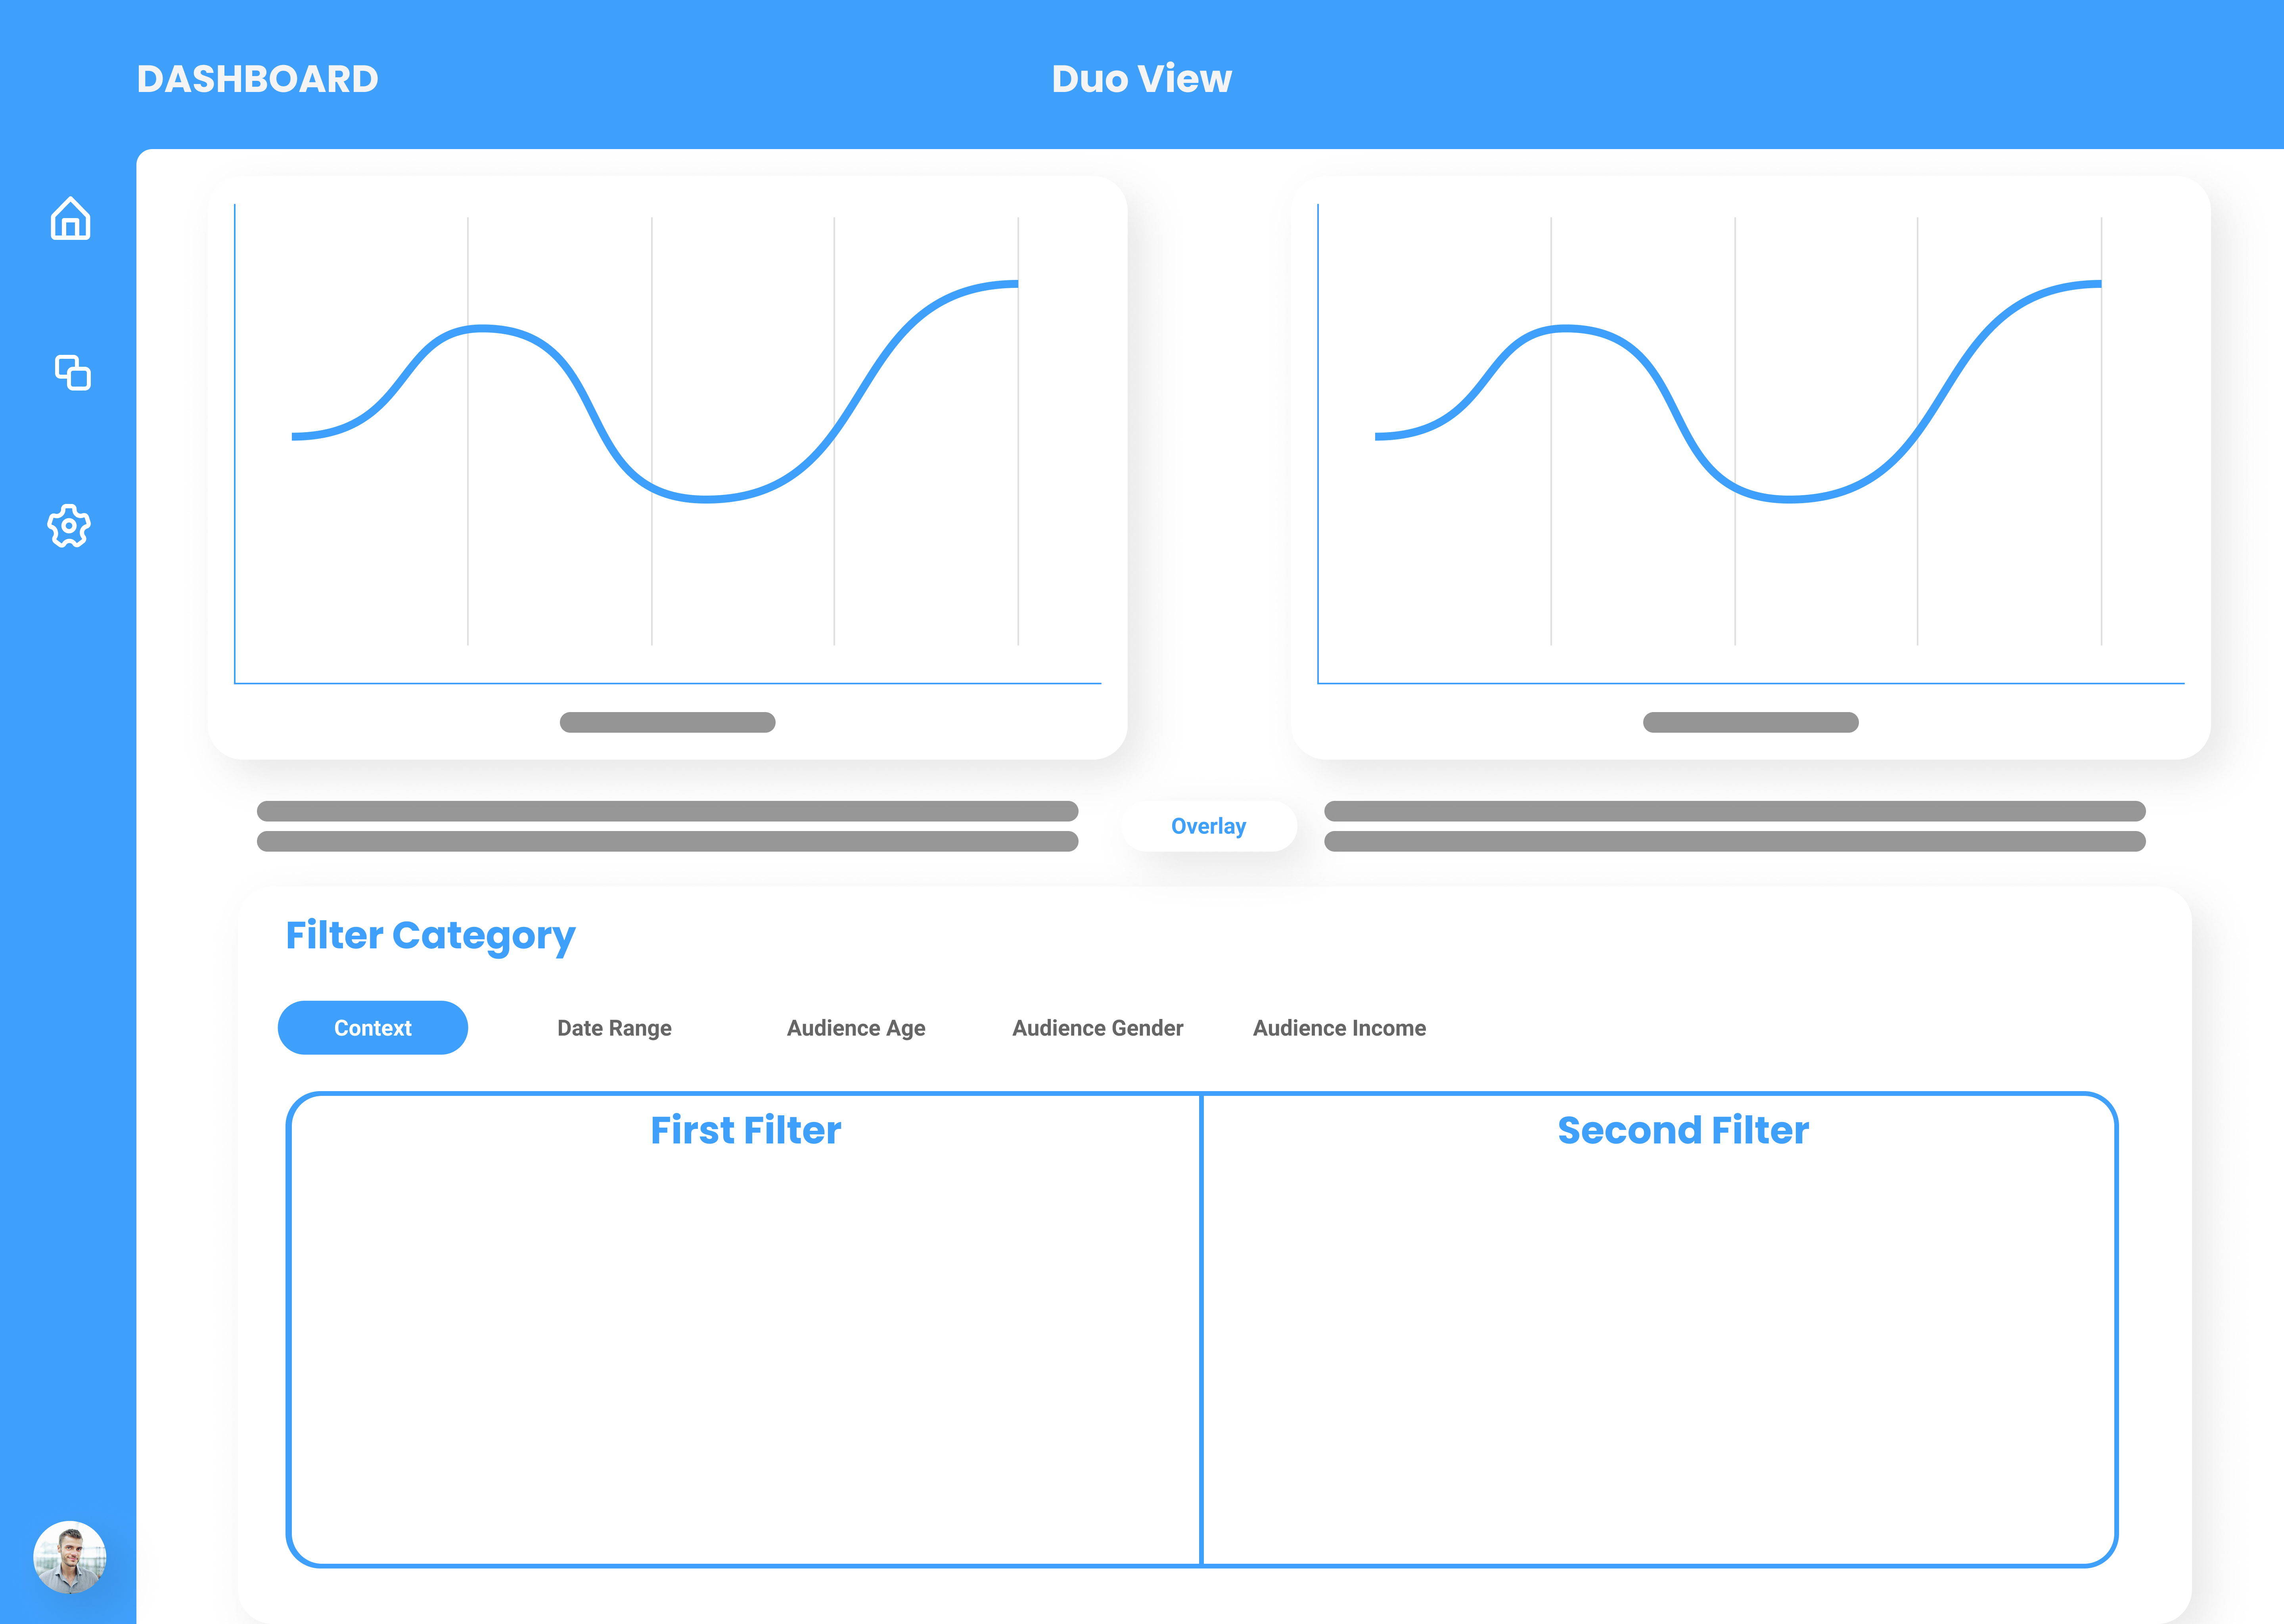 DASHBOARD
Duo View
Overlay
Filter Category
Context
Date Range
Audience Age
Audience Gender
Audience Income
First Filter
Second Filter